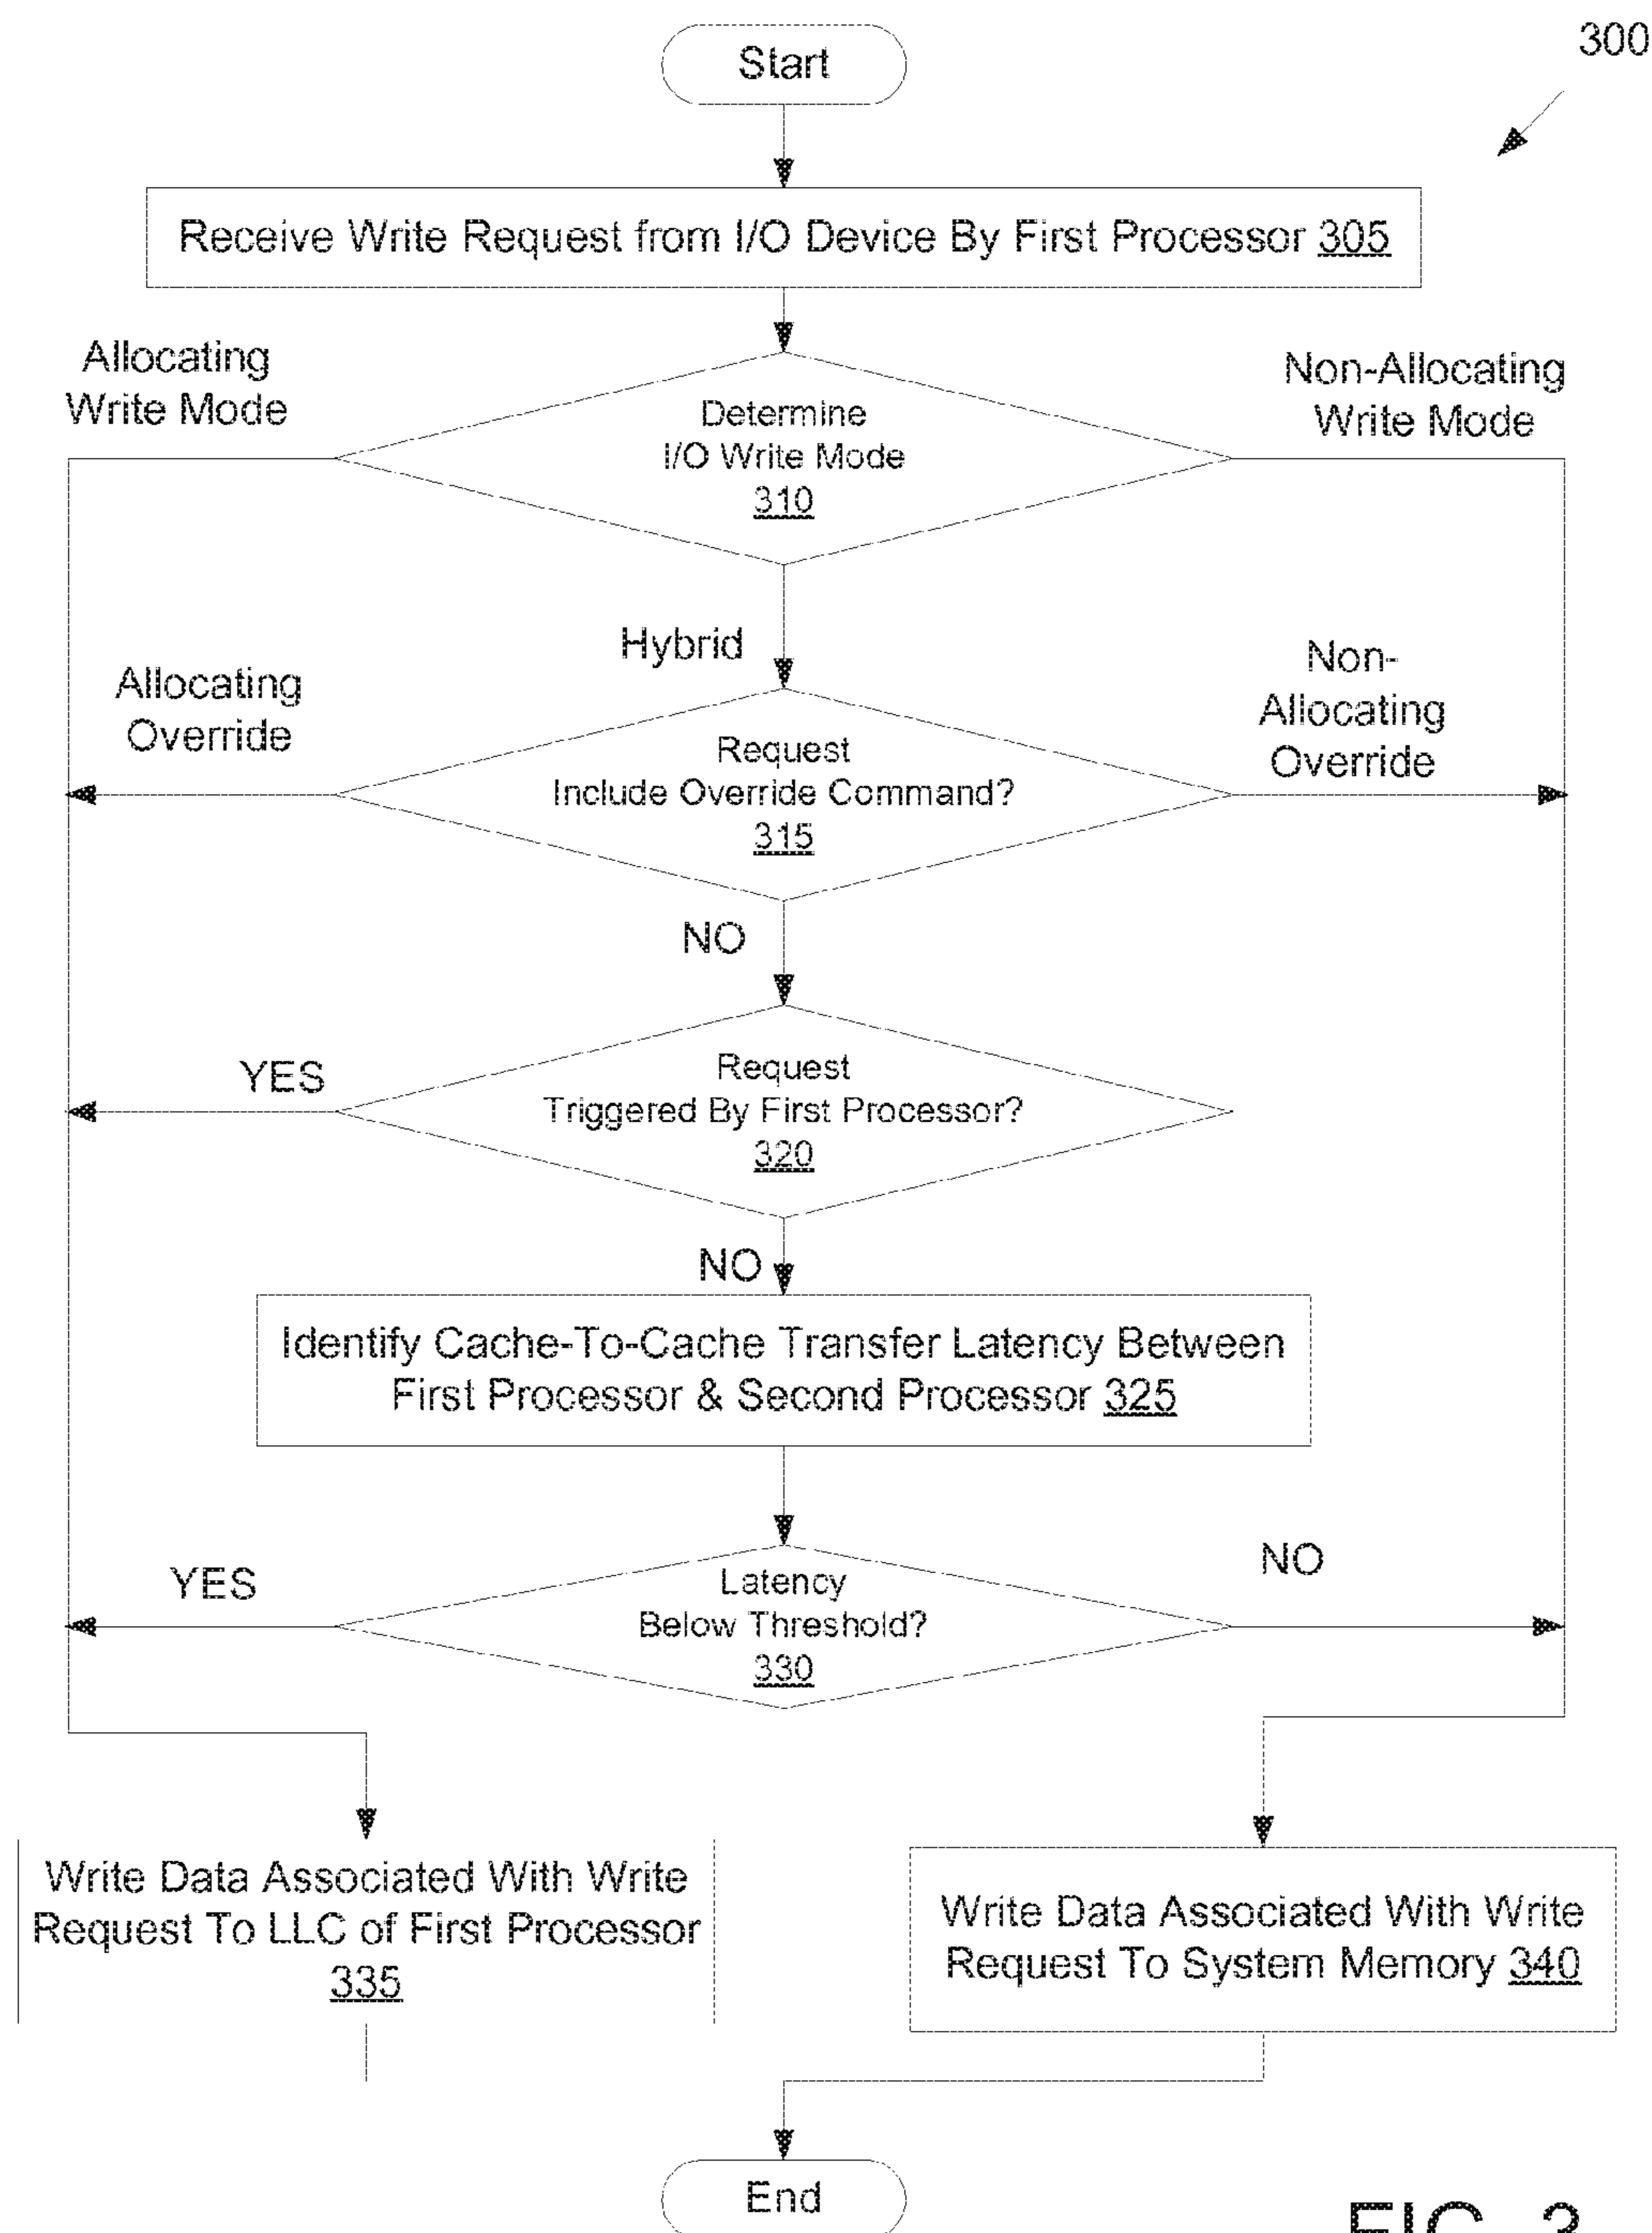 300
Start
Receive Write Request from I/O Device By First Processor 305
Allocating
Write Mode
Non-Allocating
Write Mode
Determine
I/O Write Mode
310
Hybrid
Allocating
Override
Non-
Allocating
Override
Request
Include Override Command?
315
NO
Request
Triggered By First Processor?
320
YES
NO
Identify Cache-To-Cache Transfer Latency Between
First Processor & Second Processor 325
YES
NO
Latency
Below Threshold?
330
Write Data Associated With Write
Request To LLC of First Processor
335
Write Data Associated With Write
Request To System Memory 340
End
FIG. 3